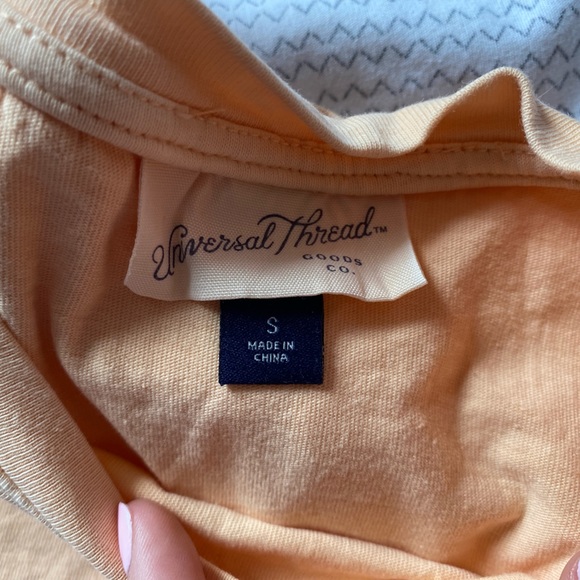 Universal Thread™
GOODS
CO.
S
MADE IN
CHINA